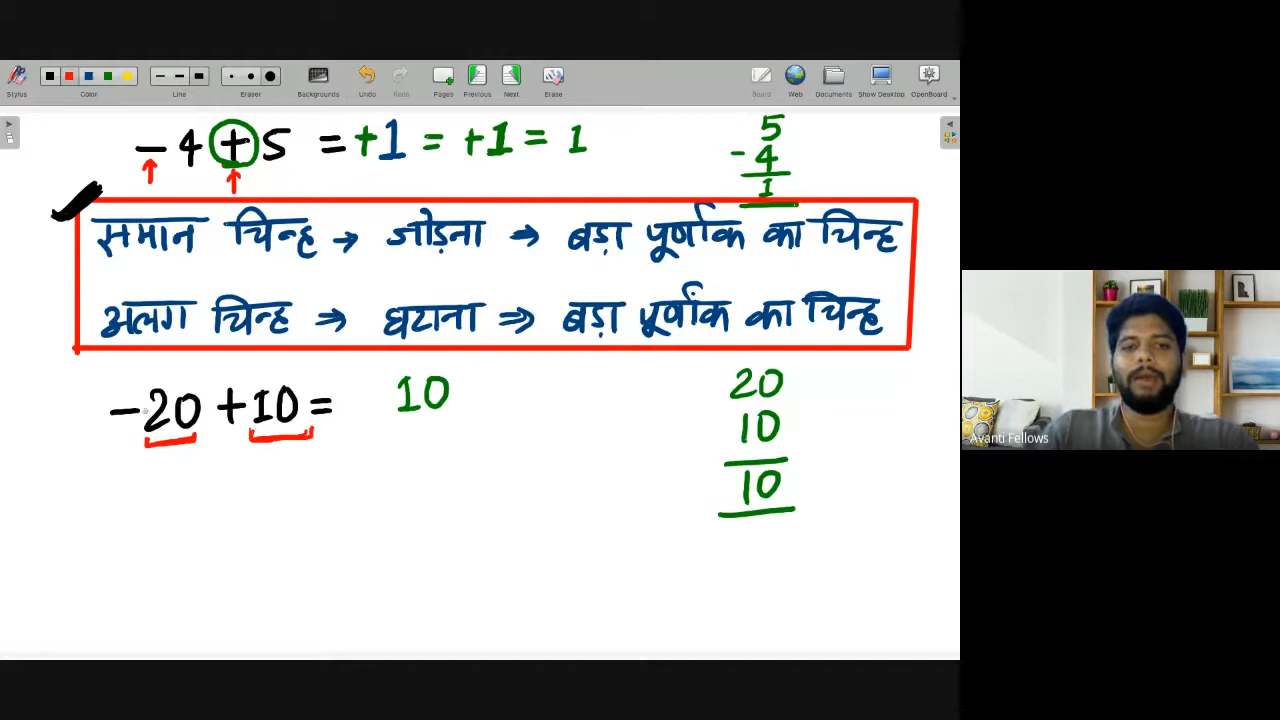 Stylus Color Line Eraser Backgrounds Undo Redo Pages Previous Next Erase Board Web Documents Show Desktop OpenBoard
- 4 + 5 = +1 = +1 = 1
5
- 4
1
समान चिन्ह → जोड़ना ⇒ बड़ा पूर्णांक का चिन्ह
अलग चिन्ह ⇒ घटाना ⇒ बड़ा पूर्णांक का चिन्ह
-20 +10 = 10
20
10
10
Avanti Fellows